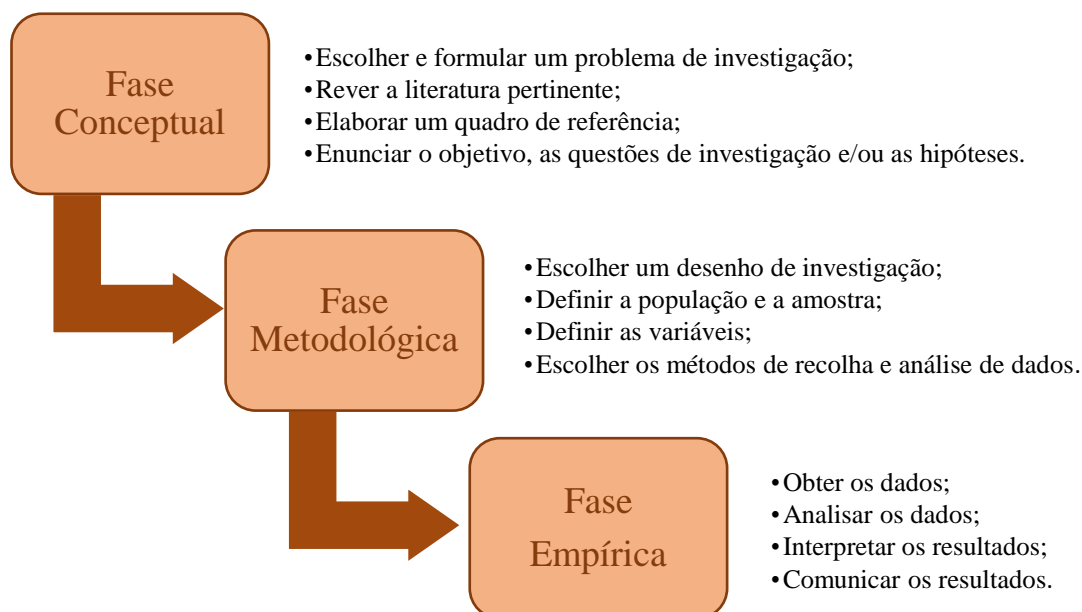 Fase
Conceptual
•Escolher e formular um problema de investigação;
•Rever a literatura pertinente;
•Elaborar um quadro de referência;
•Enunciar o objetivo, as questões de investigação e/ou as hipóteses.
Fase
Metodológica
•Escolher um desenho de investigação;
•Definir a população e a amostra;
•Definir as variáveis;
•Escolher os métodos de recolha e análise de dados.
Fase
Empírica
•Obter os dados;
•Analisar os dados;
•Interpretar os resultados;
•Comunicar os resultados.